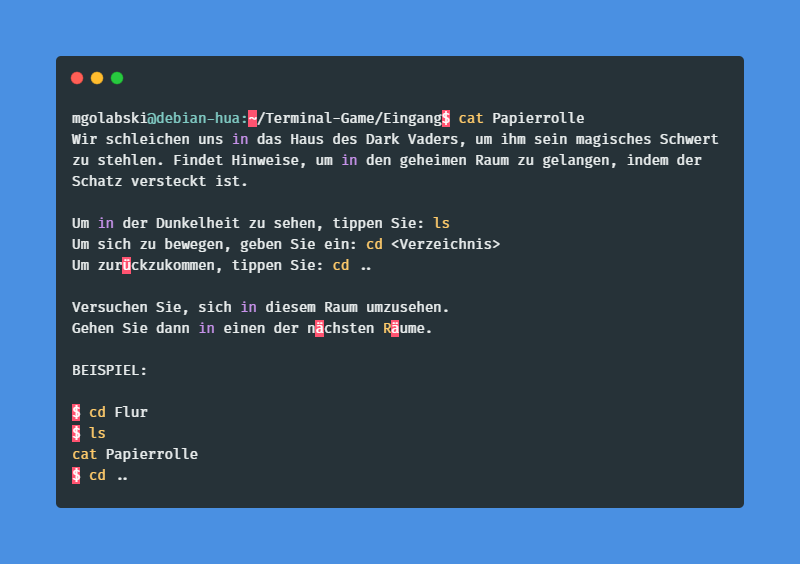 mgolabski@debian-hua:~/Terminal-Game/Eingang$ cat Papierrolle
Wir schleichen uns in das Haus des Dark Vaders, um ihm sein magisches Schwert
zu stehlen. Findet Hinweise, um in den geheimen Raum zu gelangen, indem der
Schatz versteckt ist.
Um in der Dunkelheit zu sehen, tippen Sie: ls
Um sich zu bewegen, geben Sie ein: cd <Verzeichnis>
Um zurückzukommen, tippen Sie: cd ..
Versuchen Sie, sich in diesem Raum umzusehen.
Gehen Sie dann in einen der nächsten Räume.
BEISPIEL:
$ cd Flur
$ ls
cat Papierrolle
$ cd ..